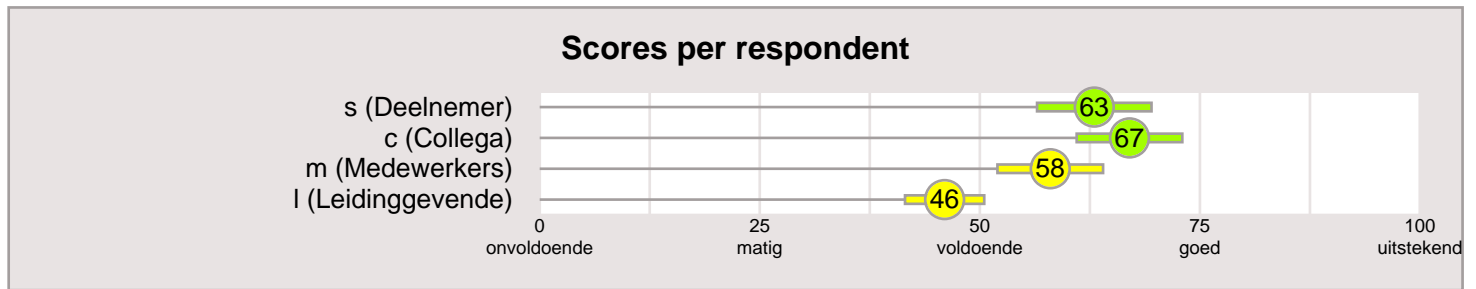 Scores per respondent
s (Deelnemer) 63
c (Collega) 67
m (Medewerkers) 58
l (Leidinggevende) 46
0 25 50 75 100
onvoldoende matig voldoende goed uitstekend